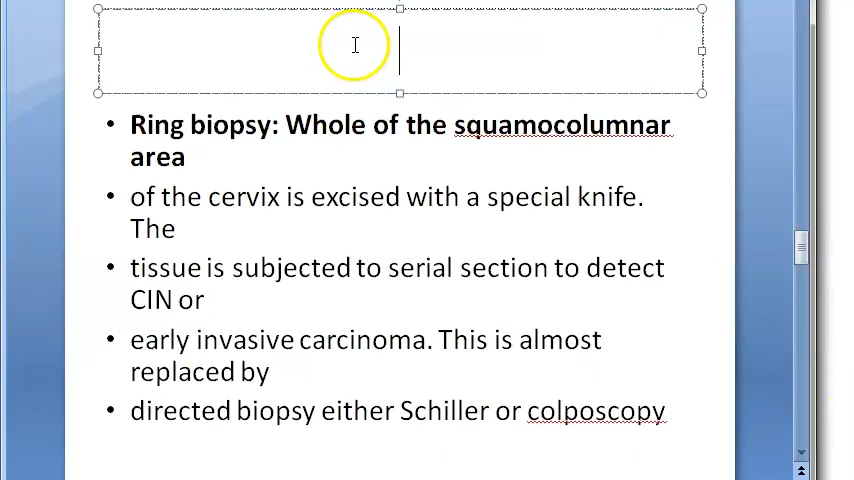 • Ring biopsy: Whole of the squamocolumnar
area
• of the cervix is excised with a special knife.
The
• tissue is subjected to serial section to detect
CIN or
• early invasive carcinoma. This is almost
replaced by
• directed biopsy either Schiller or colposcopy